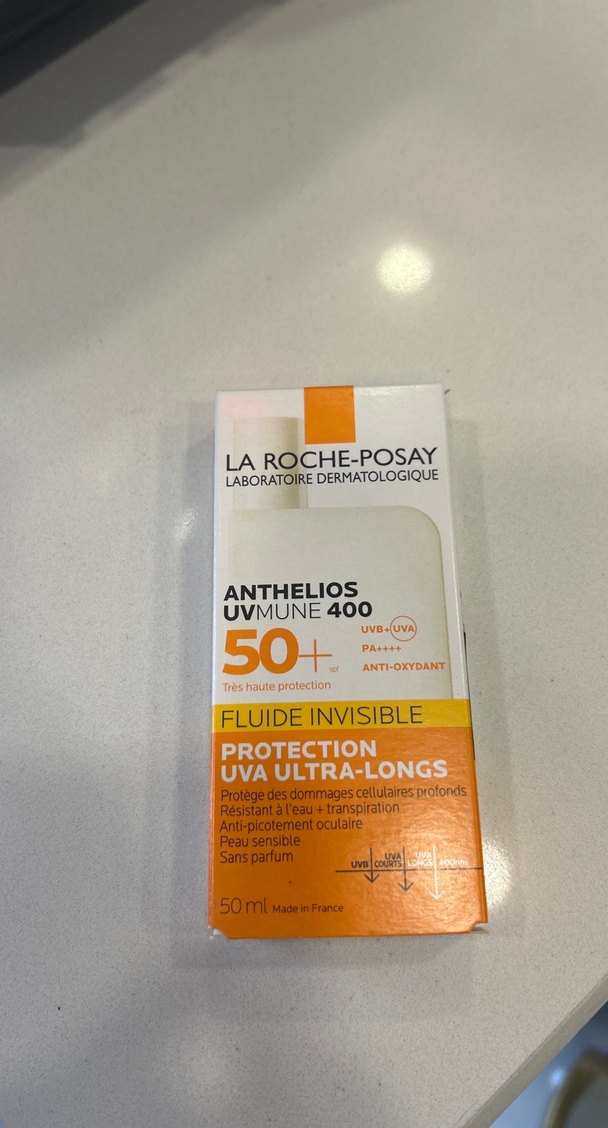 LA ROCHE-POSAY
LABORATOIRE DERMATOLOGIQUE
ANTHELIOS
UVMUNE 400
50+ spf
UVB+UVA
PA++++
ANTI-OXYDANT
Très haute protection
FLUIDE INVISIBLE
PROTECTION
UVA ULTRA-LONGS
Protège des dommages cellulaires profonds
Résistant à l'eau + transpiration
Anti-picotement oculaire
Peau sensible
Sans parfum
UVB
UVA COURTS
UVA LONGS
400nm
50 ml Made in France